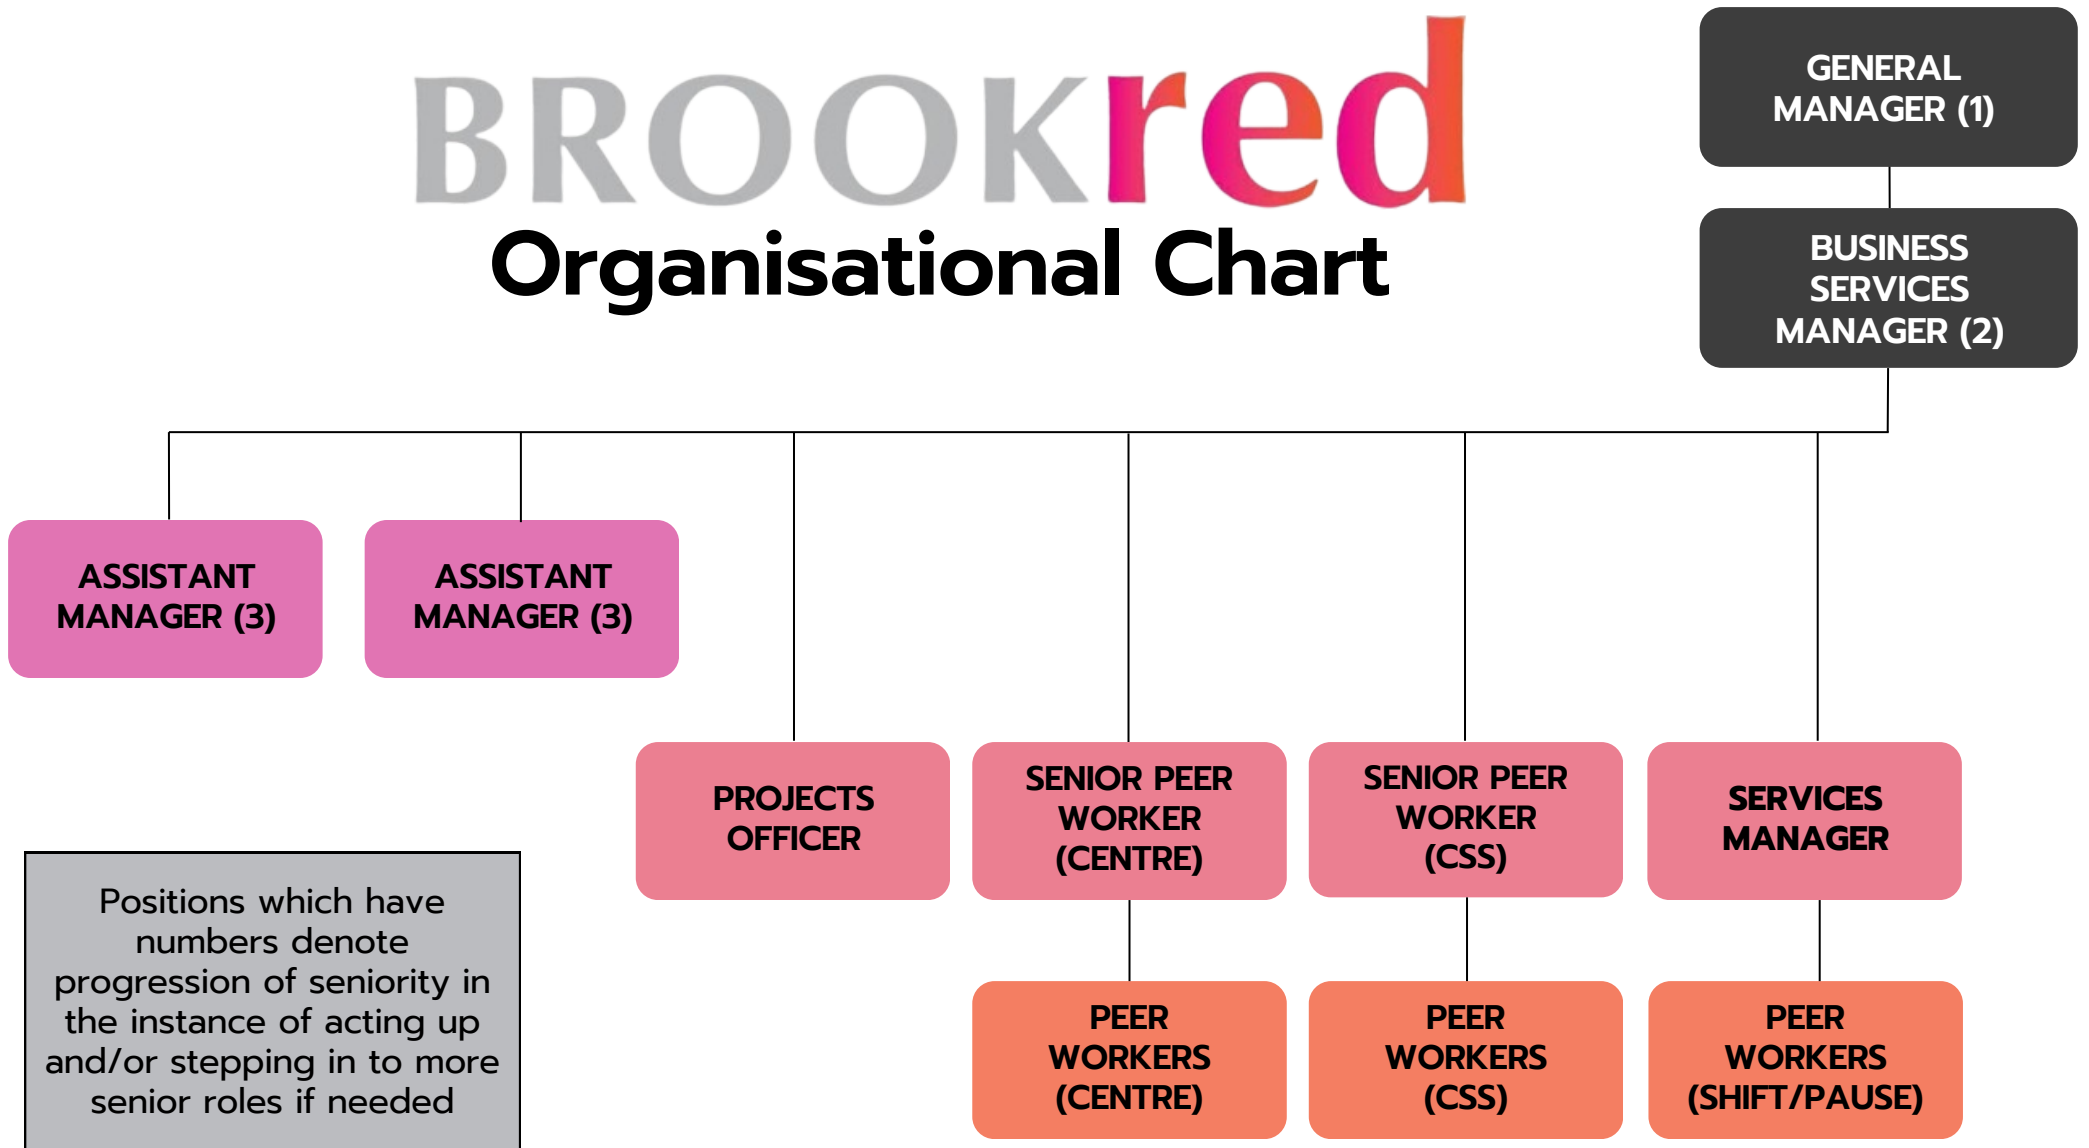 BROOKred
Organisational Chart
GENERAL
MANAGER (1)
BUSINESS
SERVICES
MANAGER (2)
ASSISTANT
MANAGER (3)
ASSISTANT
MANAGER (3)
PROJECTS
OFFICER
SENIOR PEER
WORKER
(CENTRE)
SENIOR PEER
WORKER
(CSS)
SERVICES
MANAGER
PEER
WORKERS
(CENTRE)
PEER
WORKERS
(CSS)
PEER
WORKERS
(SHIFT/PAUSE)
Positions which have
numbers denote
progression of seniority in
the instance of acting up
and/or stepping in to more
senior roles if needed